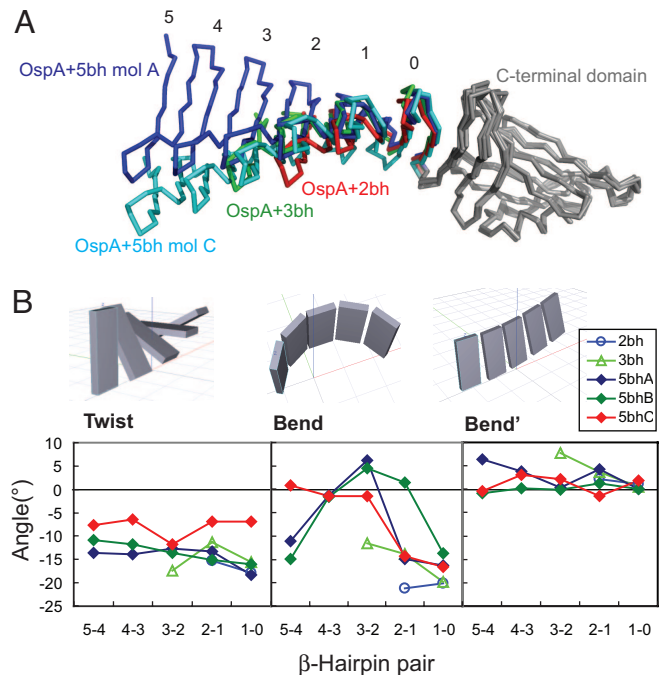 A
5 4 3 2 1 0
OspA+5bh mol A
C-terminal domain
OspA+2bh
OspA+3bh
OspA+5bh mol C
B
2bh
3bh
5bhA
5bhB
5bhC
Twist Bend Bend'
Angle(°)
10
5
0
-5
-10
-15
-20
-25
5-4 4-3 3-2 2-1 1-0 5-4 4-3 3-2 2-1 1-0 5-4 4-3 3-2 2-1 1-0
β-Hairpin pair